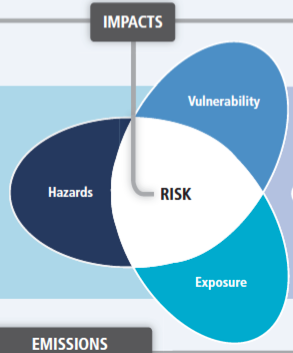 IMPACTS
Vulnerability
Hazards
RISK
Exposure
EMISSIONS